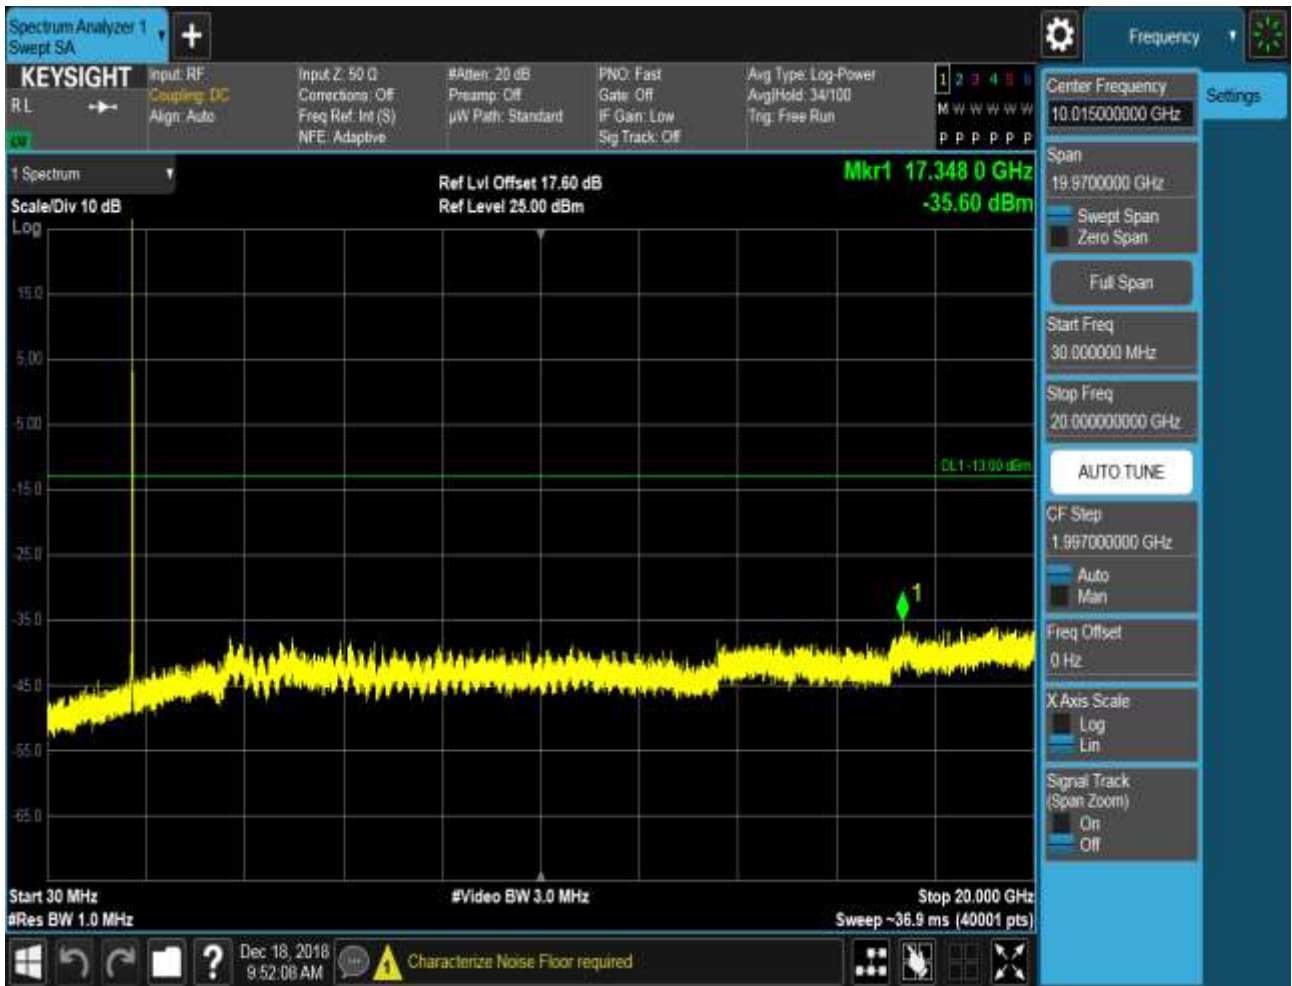 Spectrum Analyzer 1
Swept SA
Frequency
KEYSIGHT
RL
Input: RF
Coupling: DC
Align: Auto
Input Z: 50 Ω
Corrections: Off
Freq Ref: Int (S)
NFE: Adaptive
#Atten: 20 dB
Preamp: Off
µW Path: Standard
PNO: Fast
Gate: Off
IF Gain: Low
Sig Track: Off
Avg Type: Log-Power
Avg|Hold: 34/100
Trig: Free Run
1 2 3 4 5 6
M W W W W W
P P P P P P
1 Spectrum
Scale/Div 10 dB
Log
Ref Lvl Offset 17.60 dB
Ref Level 25.00 dBm
Mkr1 17.348 0 GHz
-35.60 dBm
15.0
5.00
-5.00
DL1 -13.00 dBm
-15.0
-25.0
1
-35.0
-45.0
-55.0
-65.0
Start 30 MHz
#Res BW 1.0 MHz
#Video BW 3.0 MHz
Stop 20.000 GHz
Sweep ~36.9 ms (40001 pts)
Center Frequency
10.015000000 GHz
Settings
Span
19.9700000 GHz
Swept Span
Zero Span
Full Span
Start Freq
30.000000 MHz
Stop Freq
20.000000000 GHz
AUTO TUNE
CF Step
1.997000000 GHz
Auto
Man
Freq Offset
0 Hz
X Axis Scale
Log
Lin
Signal Track
(Span Zoom)
On
Off
?
Dec 18, 2018
9:52:08 AM
1
Characterize Noise Floor required